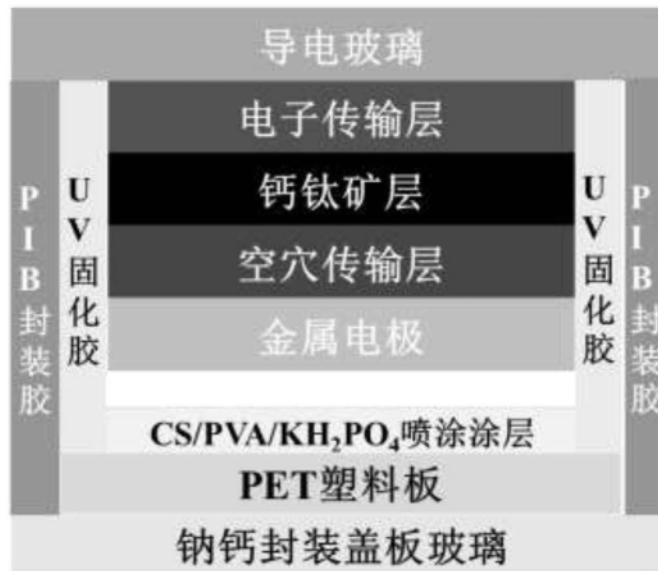 导电玻璃
电子传输层
钙钛矿层
空穴传输层
金属电极
PIB封装胶
UV固化胶
UV固化胶
PIB封装胶
CS/PVA/KH₂PO₄喷涂涂层
PET塑料板
钠钙封装盖板玻璃